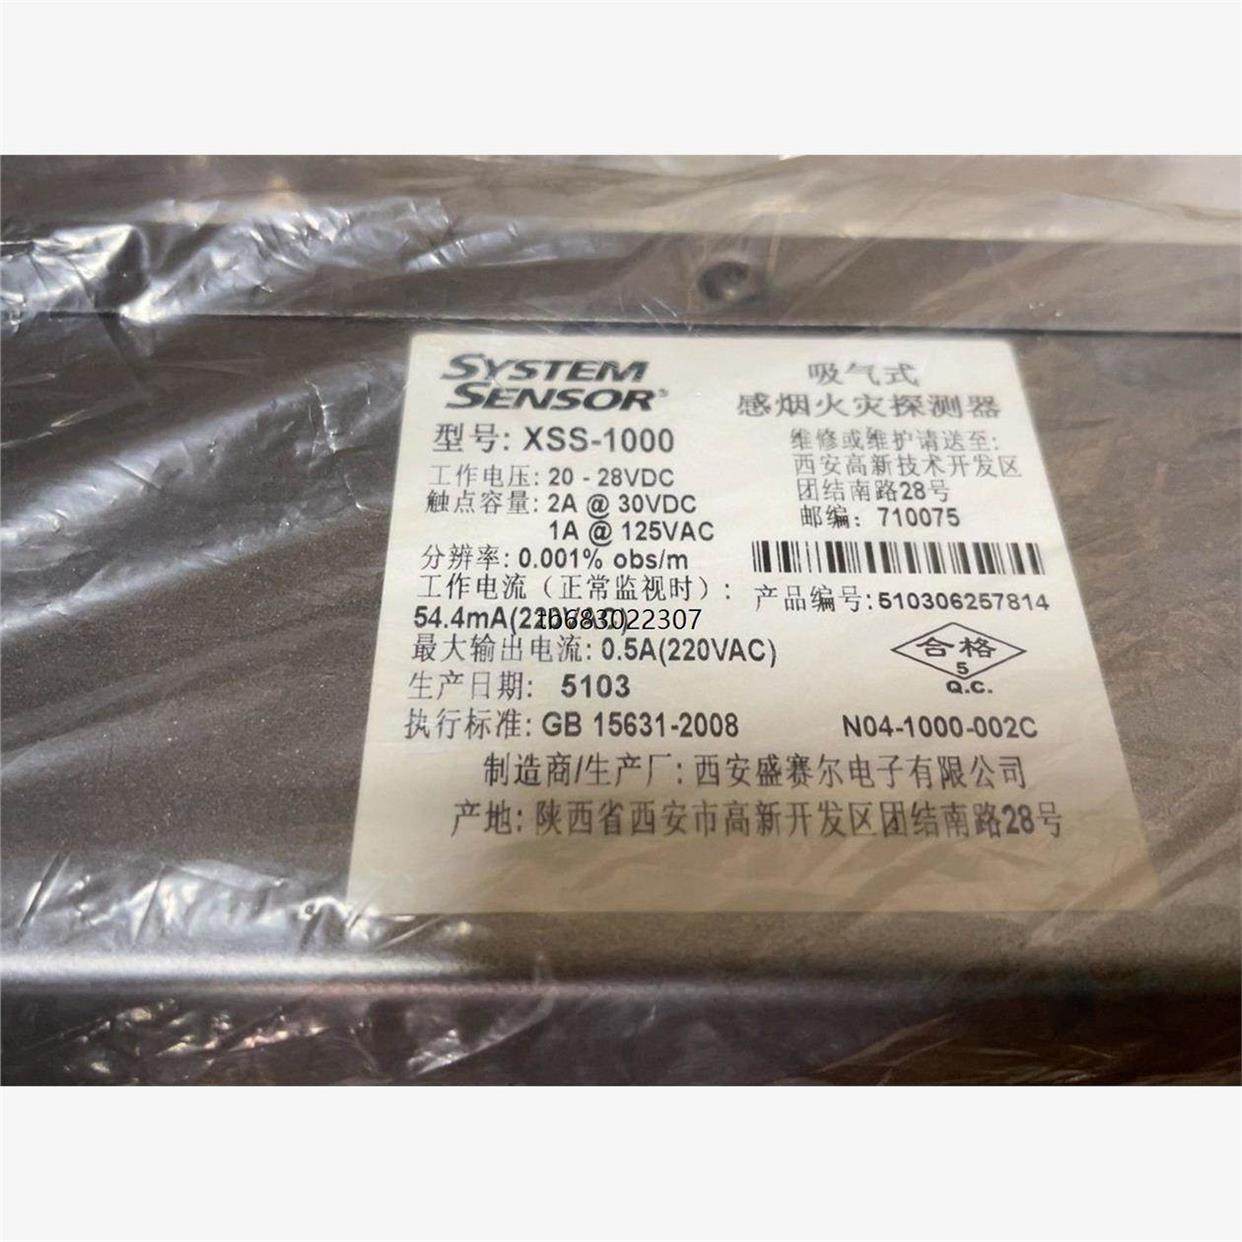 SYSTEM
SENSOR®
型号: XSS-1000
工作电压: 20 - 28VDC
触点容量: 2A @ 30VDC
1A @ 125VAC
分辨率: 0.001% obs/m
工作电流（正常监视时）:
54.4mA(220VAC)
最大输出电流: 0.5A(220VAC)
生产日期: 5103
执行标准: GB 15631-2008
吸气式
感烟火灾探测器
维修或维护请送至:
西安高新技术开发区
团结南路28号
邮编: 710075
产品编号: 510306257814
合格
5
Q.C.
N04-1000-002C
制造商/生产厂: 西安盛赛尔电子有限公司
产地: 陕西省西安市高新开发区团结南路28号
tb683022307